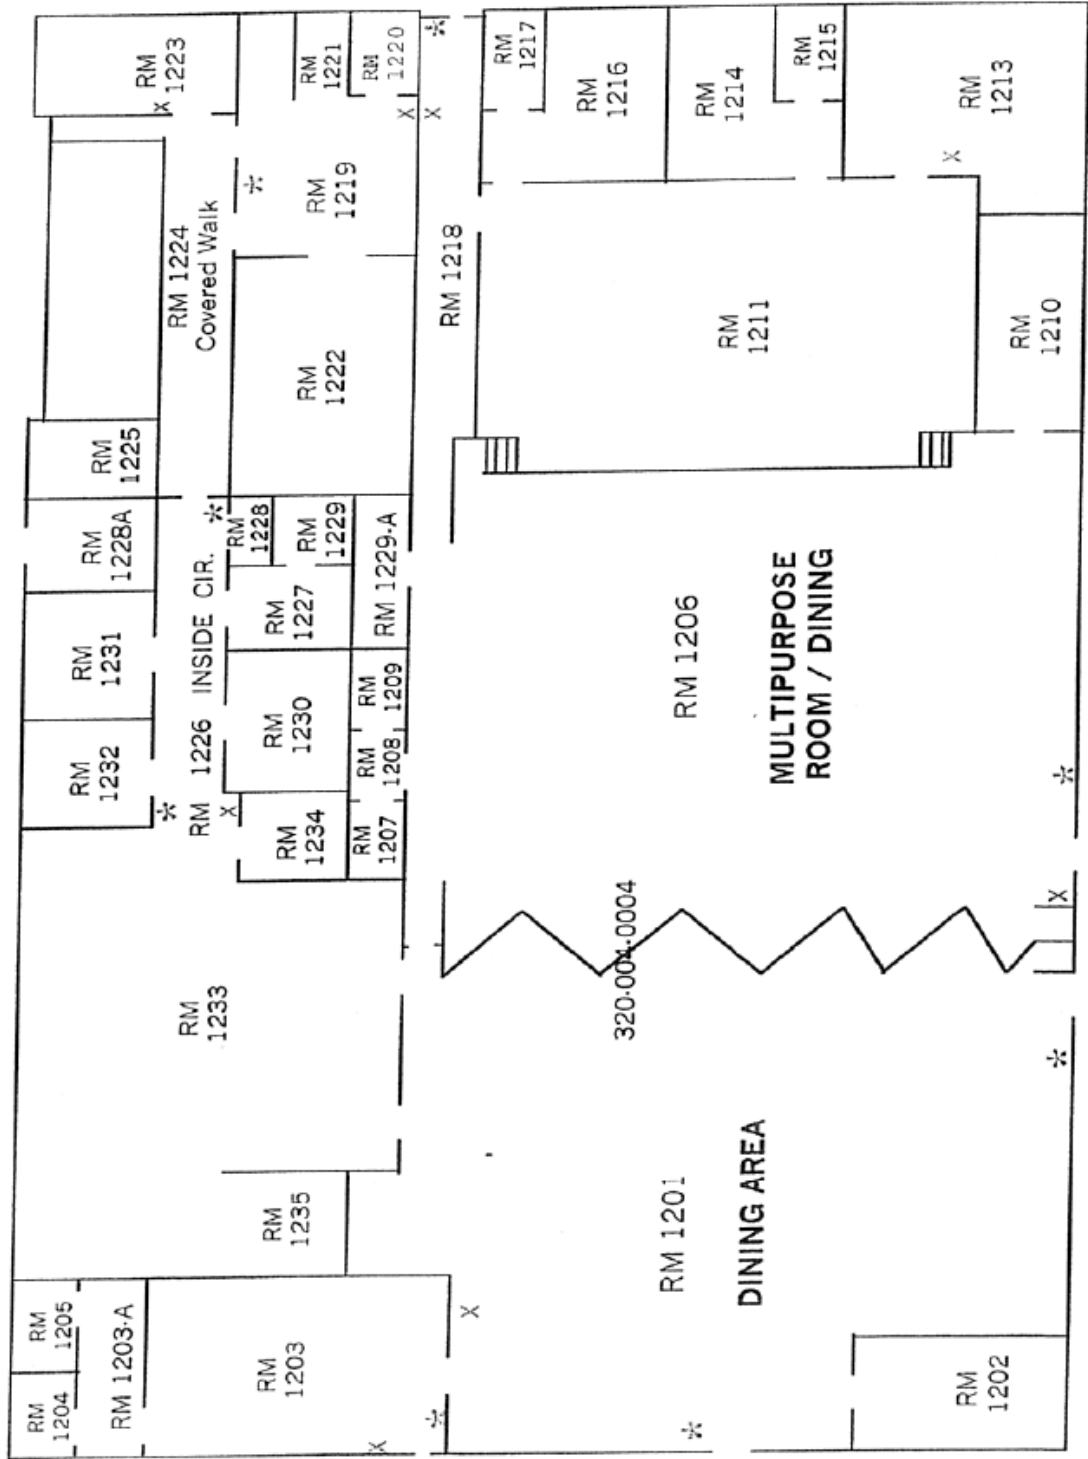 RM
1204
RM
1205
RM 1203-A
RM
1203
RM
1235
RM
1233
RM
1232
RM
1231
RM
1228A
RM
1225
RM
1223
RM 1226 INSIDE CIR.
RM 1224
Covered Walk
RM
1234
RM
1230
RM
1227
RM
1228
RM
1229
RM
1222
RM
1219
RM
1221
RM
1220
RM
1207
RM
1208
RM
1209
RM 1229-A
RM 1218
RM
1217
RM
1216
RM 1201
DINING AREA
320-004-0004
RM 1206
MULTIPURPOSE
ROOM / DINING
RM
1211
RM
1214
RM
1215
RM
1202
RM
1210
RM
1213